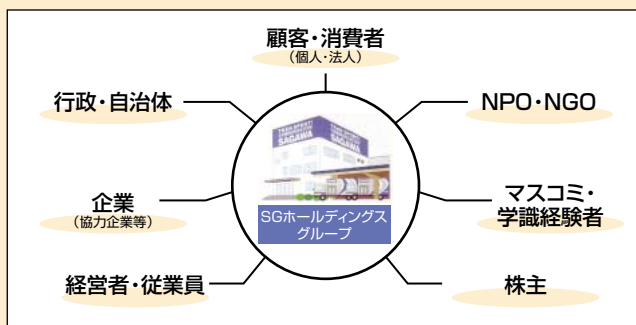 顧客・消費者
(個人・法人)
行政・自治体
NPO・NGO
企業
(協力企業等)
SAGAWA
SGホールディングス
グループ
マスコミ・
学識経験者
経営者・従業員
株主